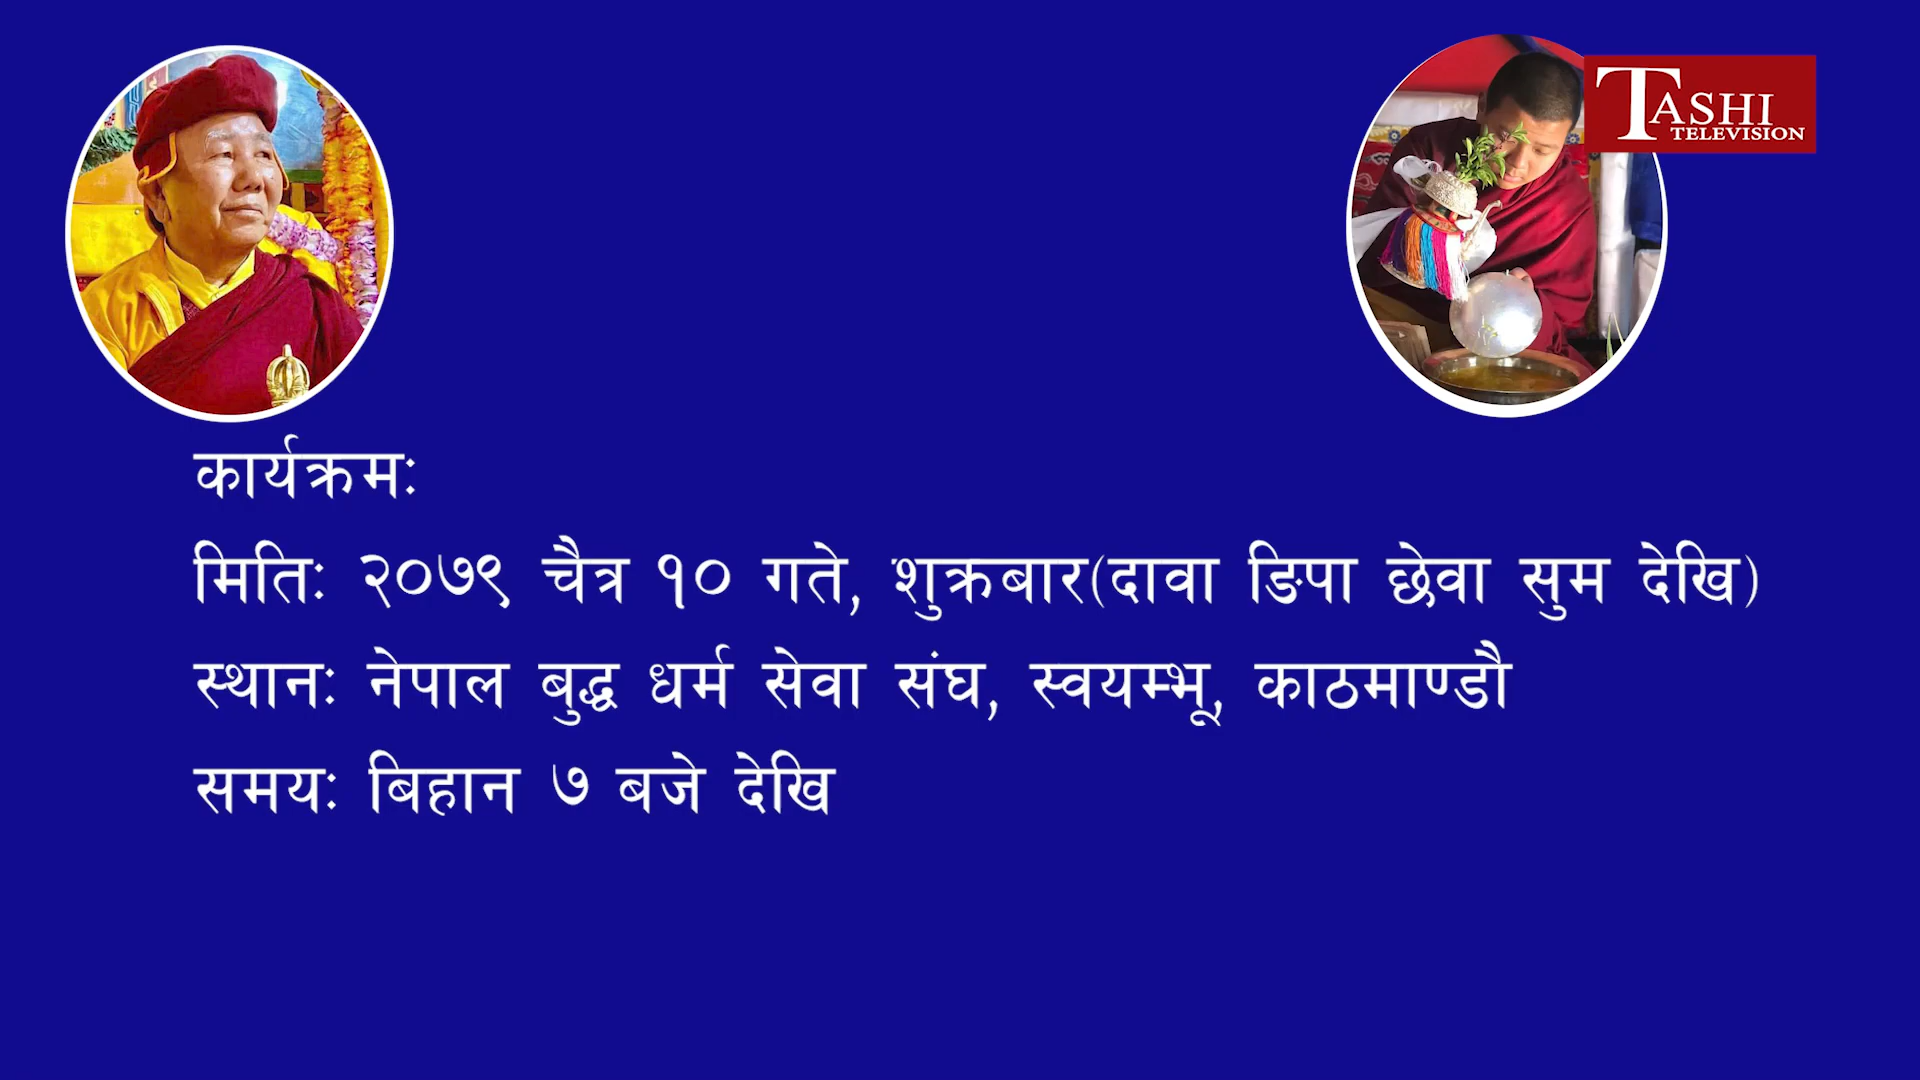 TASHI
TELEVISION
कार्यक्रमः
मितिः २०७९ चैत्र १० गते, शुक्रबार(दावा ङिपा छेवा सुम देखि)
स्थानः नेपाल बुद्ध धर्म सेवा संघ, स्वयम्भू, काठमाण्डौ
समयः बिहान ७ बजे देखि